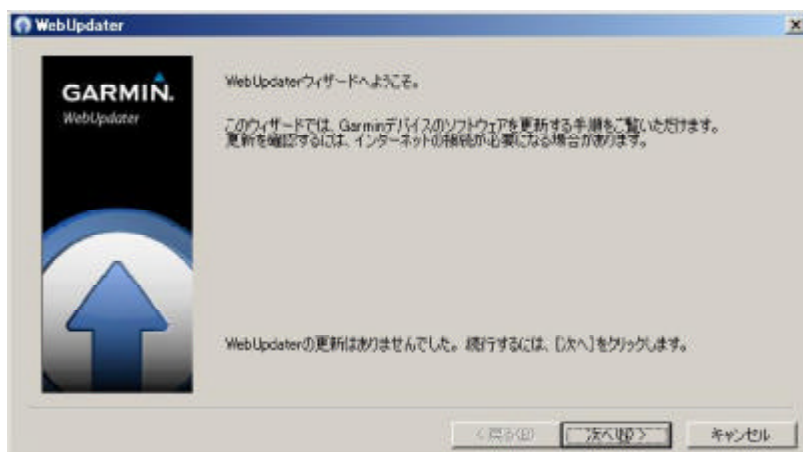 WebUpdater
GARMIN.
WebUpdater
WebUpdaterウィザードへようこそ。
このウィザードでは、Garminデバイスのソフトウェアを更新する手順をご覧いただけます。
更新を確認するには、インターネットの接続が必要になる場合があります。
WebUpdaterの更新はありませんでした。続行するには、[次へ]をクリックします。
< 戻る(B)
次へ(N) >
キャンセル